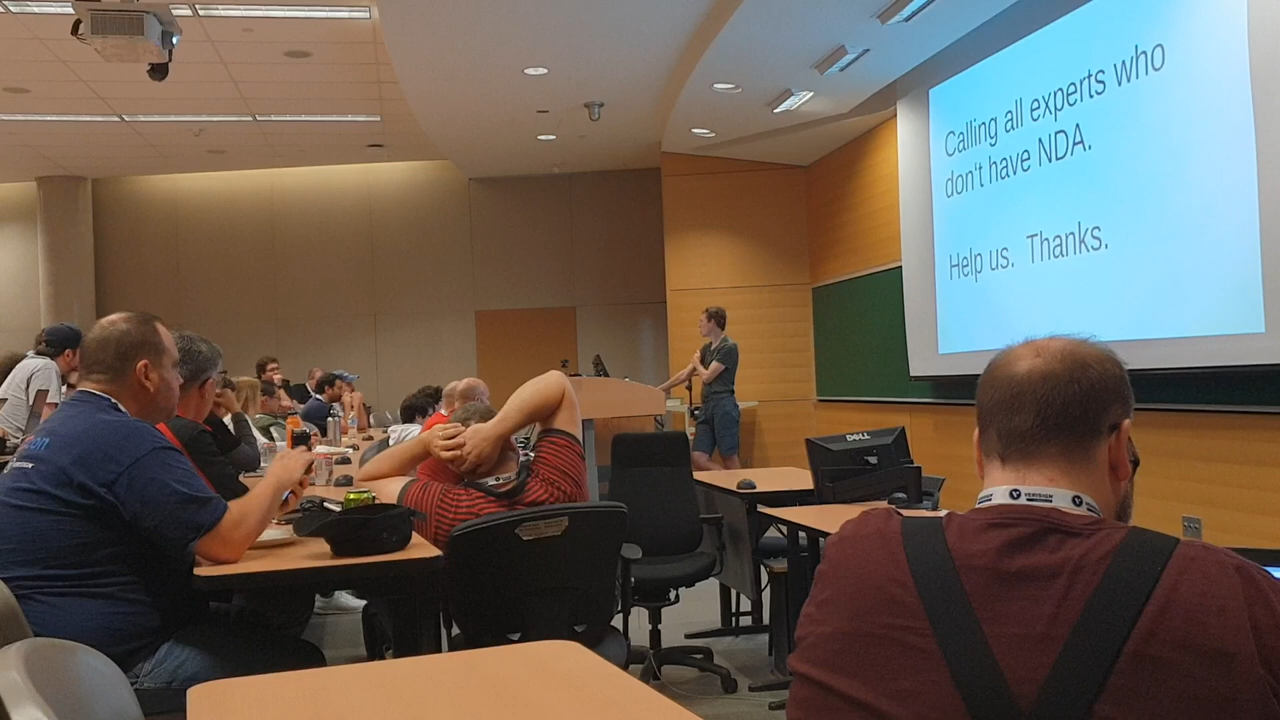 Calling all experts who
don't have NDA.
Help us. Thanks.
DELL
VERISIGN